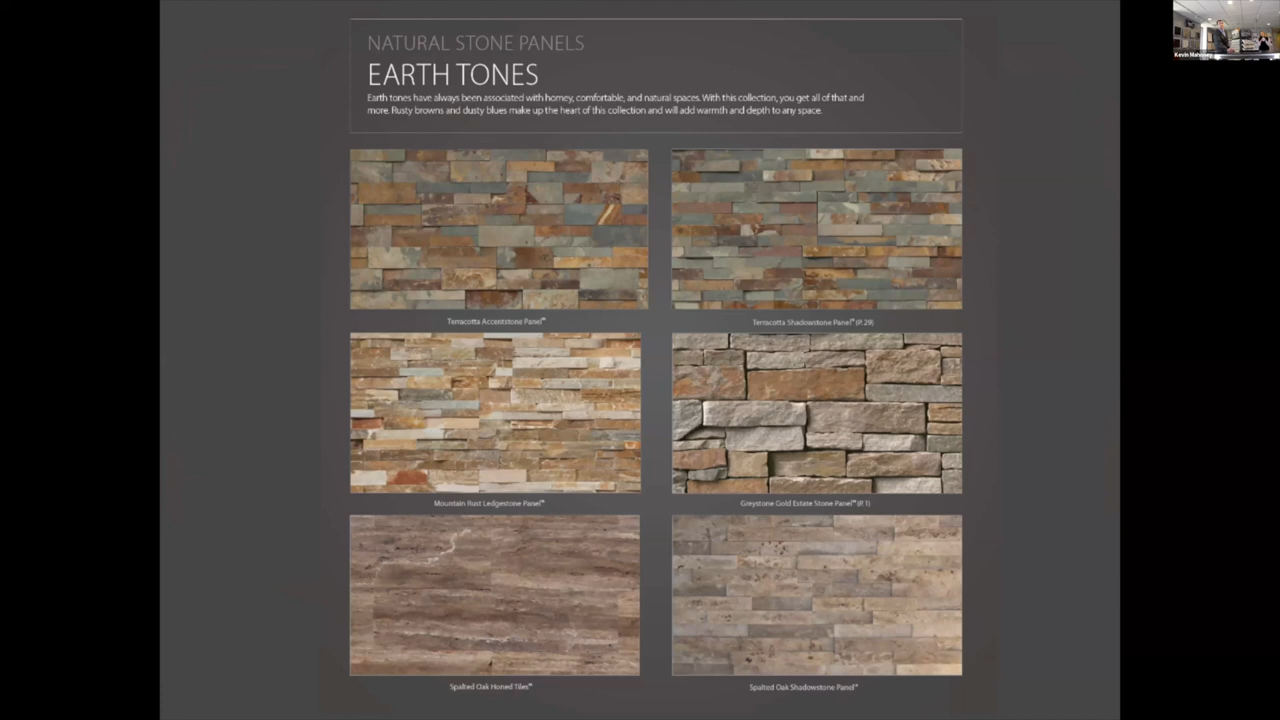 NATURAL STONE PANELS
EARTH TONES
Earth tones have always been associated with homey, comfortable, and natural spaces. With this collection, you get all of that and
more. Rusty browns and dusty blues make up the heart of this collection and will add warmth and depth to any space.
Terracotta Accentstone Panel™
Terracotta Shadowstone Panel™ (P. 29)
Mountain Rust Ledgestone Panel™
Greystone Gold Estate Stone Panel™ (P. 1)
Spalted Oak Honed Tiles™
Spalted Oak Shadowstone Panel™
Kevin